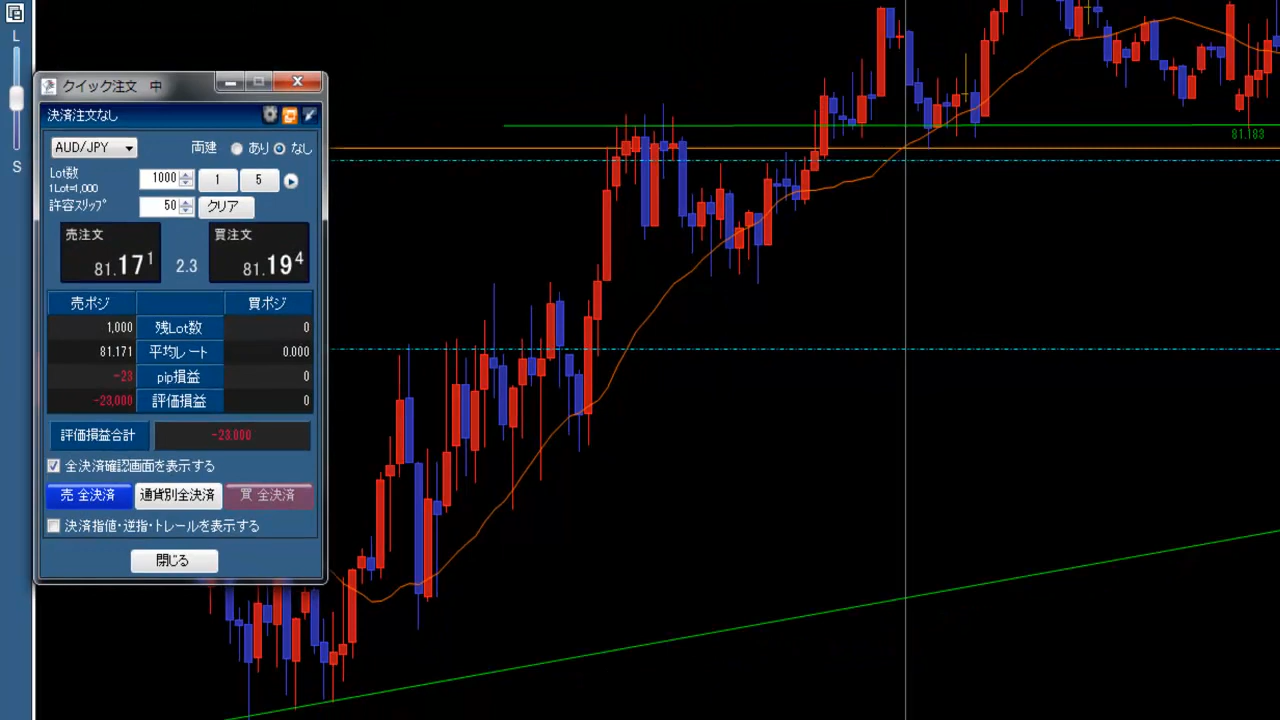 L
S
クイック注文 中
決済注文なし
AUD/JPY 両建 あり なし
Lot数
1Lot=1,000
1000 1 5
許容スリップ 50 クリア
売注文 買注文
81.171 2.3 81.194
売ポジ 買ポジ
1,000 残Lot数 0
81.171 平均レート 0.000
-23 pip損益 0
-23,000 評価損益 0
評価損益合計 -23,000
全決済確認画面を表示する
売 全決済 通貨別全決済 買 全決済
決済指値・逆指・トレールを表示する
閉じる
81.183